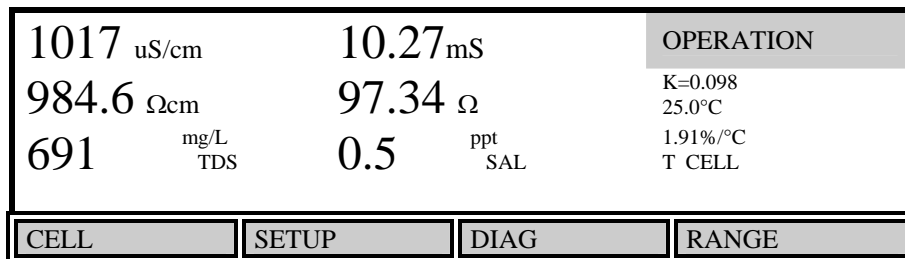 1017 uS/cm 10.27mS OPERATION
984.6 Ωcm 97.34 Ω K=0.098
25.0°C
691 mg/L TDS 0.5 ppt SAL 1.91%/°C
T CELL
CELL SETUP DIAG RANGE